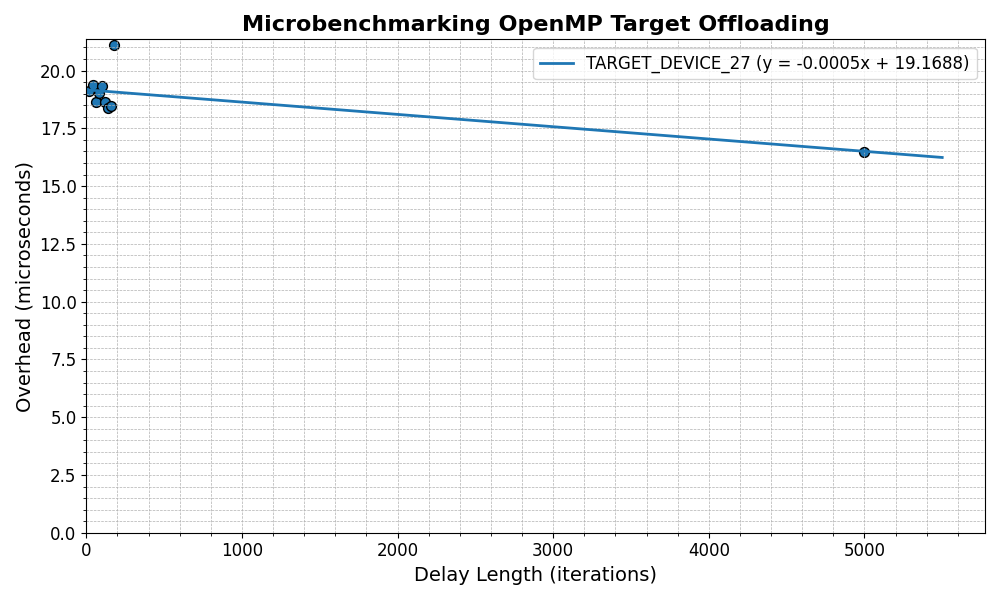 Microbenchmarking OpenMP Target Offloading
TARGET_DEVICE_27 (y = -0.0005x + 19.1688)
Overhead (microseconds)
20.0
17.5
15.0
12.5
10.0
7.5
5.0
2.5
0.0
0 1000 2000 3000 4000 5000
Delay Length (iterations)